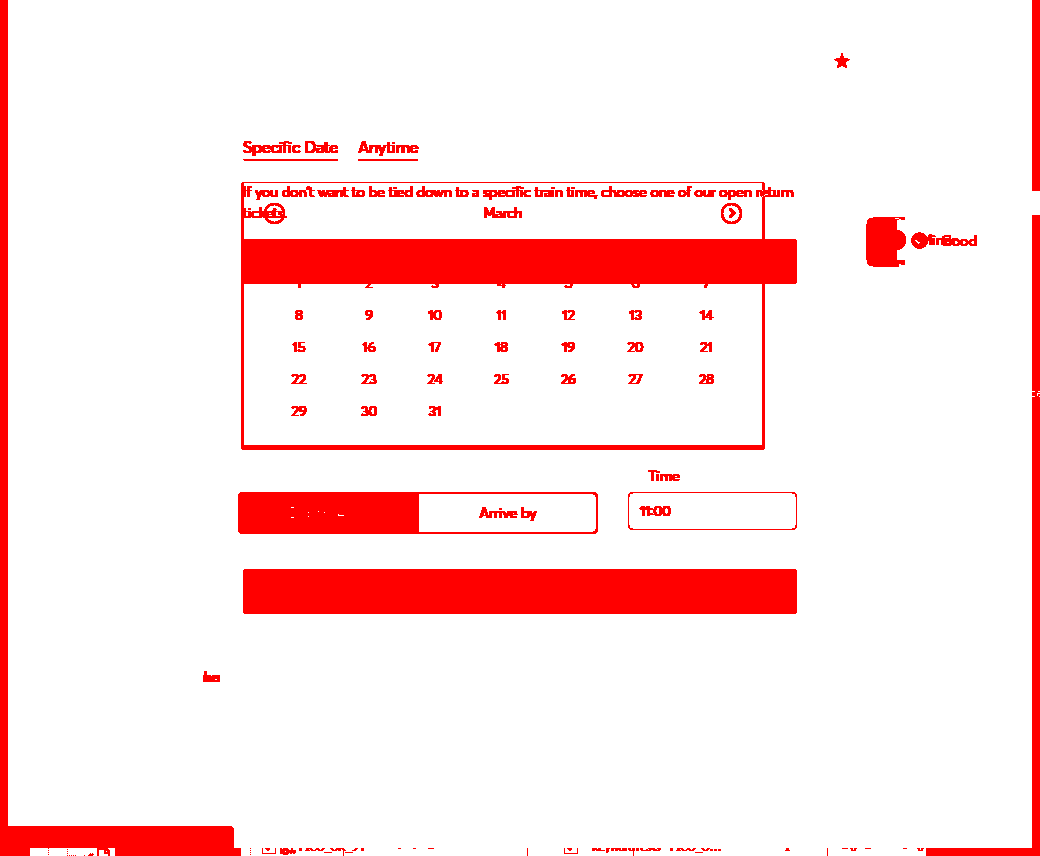 Specific Date Anytime
If you don't want to be tied down to a specific train time, choose one of our open return
tickets.
March
1 2 3 4 5 6 7
8 9 10 11 12 13 14
15 16 17 18 19 20 21
22 23 24 25 26 27 28
29 30 31
Time
Arrive by
11:00